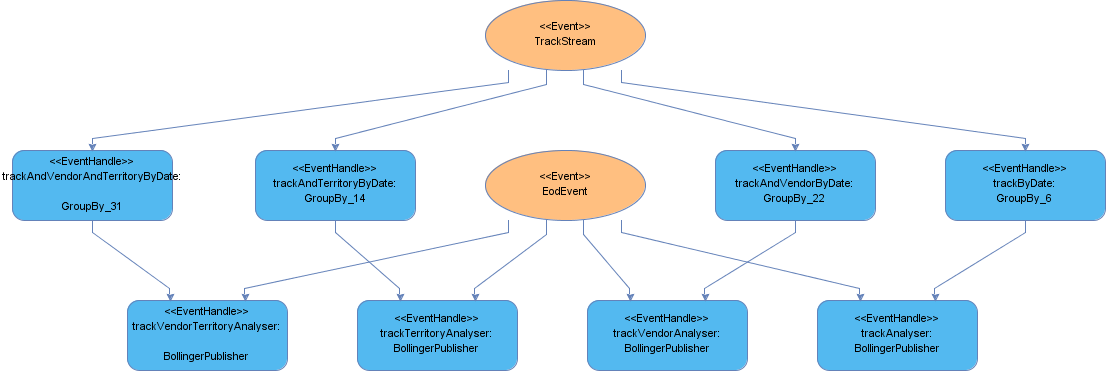 <<Event>>
TrackStream
<<EventHandle>>
trackAndVendorAndTerritoryByDate:
GroupBy_31
<<EventHandle>>
trackAndTerritoryByDate:
GroupBy_14
<<Event>>
EodEvent
<<EventHandle>>
trackAndVendorByDate:
GroupBy_22
<<EventHandle>>
trackByDate:
GroupBy_6
<<EventHandle>>
trackVendorTerritoryAnalyser:
BollingerPublisher
<<EventHandle>>
trackTerritoryAnalyser:
BollingerPublisher
<<EventHandle>>
trackVendorAnalyser:
BollingerPublisher
<<EventHandle>>
trackAnalyser:
BollingerPublisher